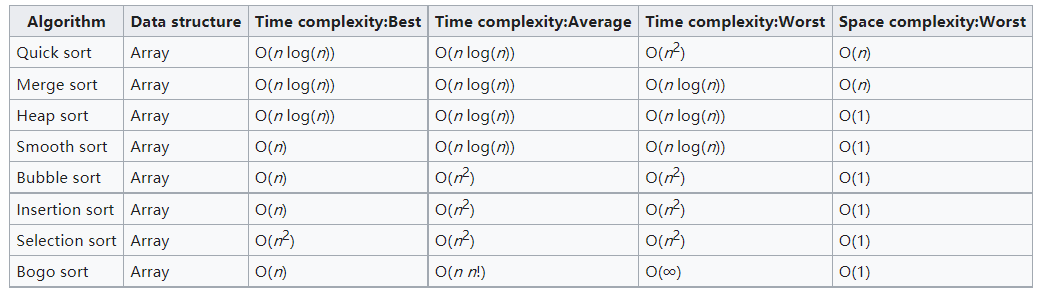 Algorithm Data structure Time complexity:Best Time complexity:Average Time complexity:Worst Space complexity:Worst
Quick sort Array O(n log(n)) O(n log(n)) O(n²) O(n)
Merge sort Array O(n log(n)) O(n log(n)) O(n log(n)) O(n)
Heap sort Array O(n log(n)) O(n log(n)) O(n log(n)) O(1)
Smooth sort Array O(n) O(n log(n)) O(n log(n)) O(1)
Bubble sort Array O(n) O(n²) O(n²) O(1)
Insertion sort Array O(n) O(n²) O(n²) O(1)
Selection sort Array O(n²) O(n²) O(n²) O(1)
Bogo sort Array O(n) O(n n!) O(∞) O(1)